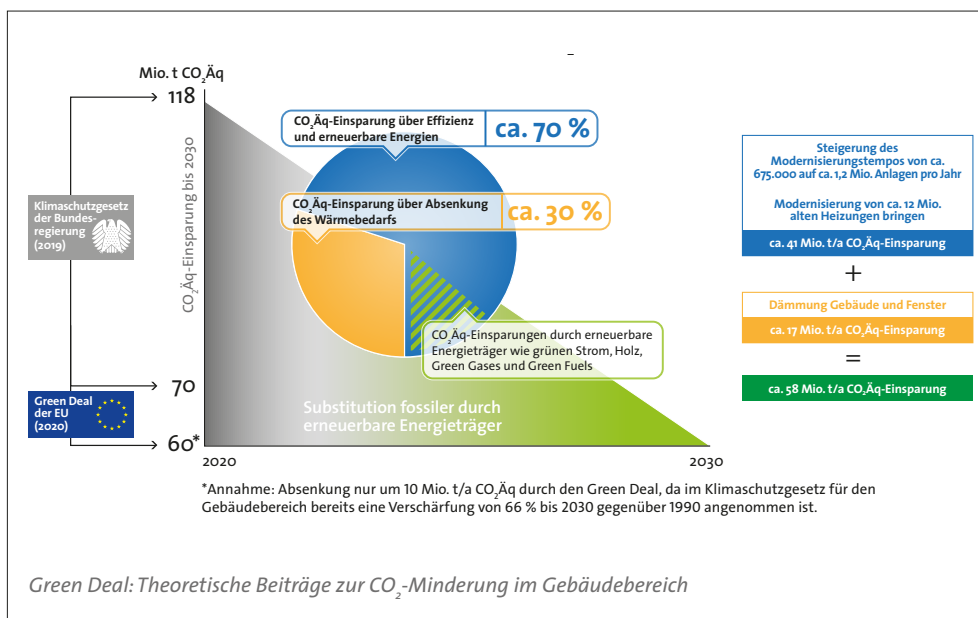 Mio. t CO₂Äq
118
CO₂Äq-Einsparung bis 2030
Klimaschutzgesetz
der Bundes-
regierung
(2019)
70
Green Deal
der EU
(2020)
60*
2020
2030
CO₂Äq-Einsparung über Effizienz
und erneuerbare Energien
ca. 70 %
CO₂Äq-Einsparung über Absenkung
des Wärmebedarfs
ca. 30 %
CO₂Äq-Einsparungen durch erneuerbare
Energieträger wie grünen Strom, Holz,
Green Gases und Green Fuels
Substitution fossiler durch
erneuerbare Energieträger
Steigerung des
Modernisierungstempos von ca.
675.000 auf ca. 1,2 Mio. Anlagen pro Jahr
Modernisierung von ca. 12 Mio.
alten Heizungen bringen
ca. 41 Mio. t/a CO₂Äq-Einsparung
+
Dämmung Gebäude und Fenster
ca. 17 Mio. t/a CO₂Äq-Einsparung
=
ca. 58 Mio. t/a CO₂Äq-Einsparung
*Annahme: Absenkung nur um 10 Mio. t/a CO₂Äq durch den Green Deal, da im Klimaschutzgesetz für den
Gebäudebereich bereits eine Verschärfung von 66 % bis 2030 gegenüber 1990 angenommen ist.
Green Deal: Theoretische Beiträge zur CO₂-Minderung im Gebäudebereich